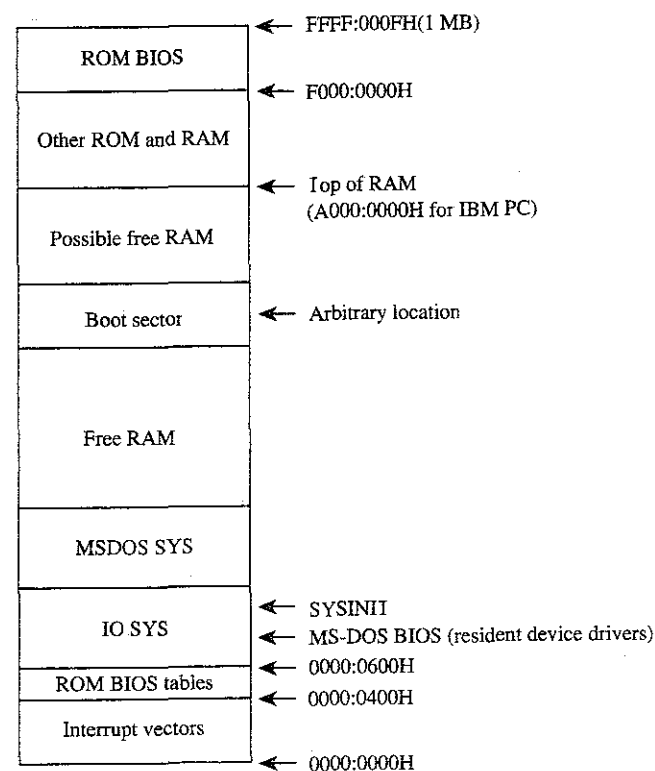 FFFF:000FH(1 MB)
ROM BIOS
F000:0000H
Other ROM and RAM
Top of RAM
(A000:0000H for IBM PC)
Possible free RAM
Boot sector
Arbitrary location
Free RAM
MSDOS SYS
SYSINIT
IO SYS
MS-DOS BIOS (resident device drivers)
0000:0600H
ROM BIOS tables
0000:0400H
Interrupt vectors
0000:0000H